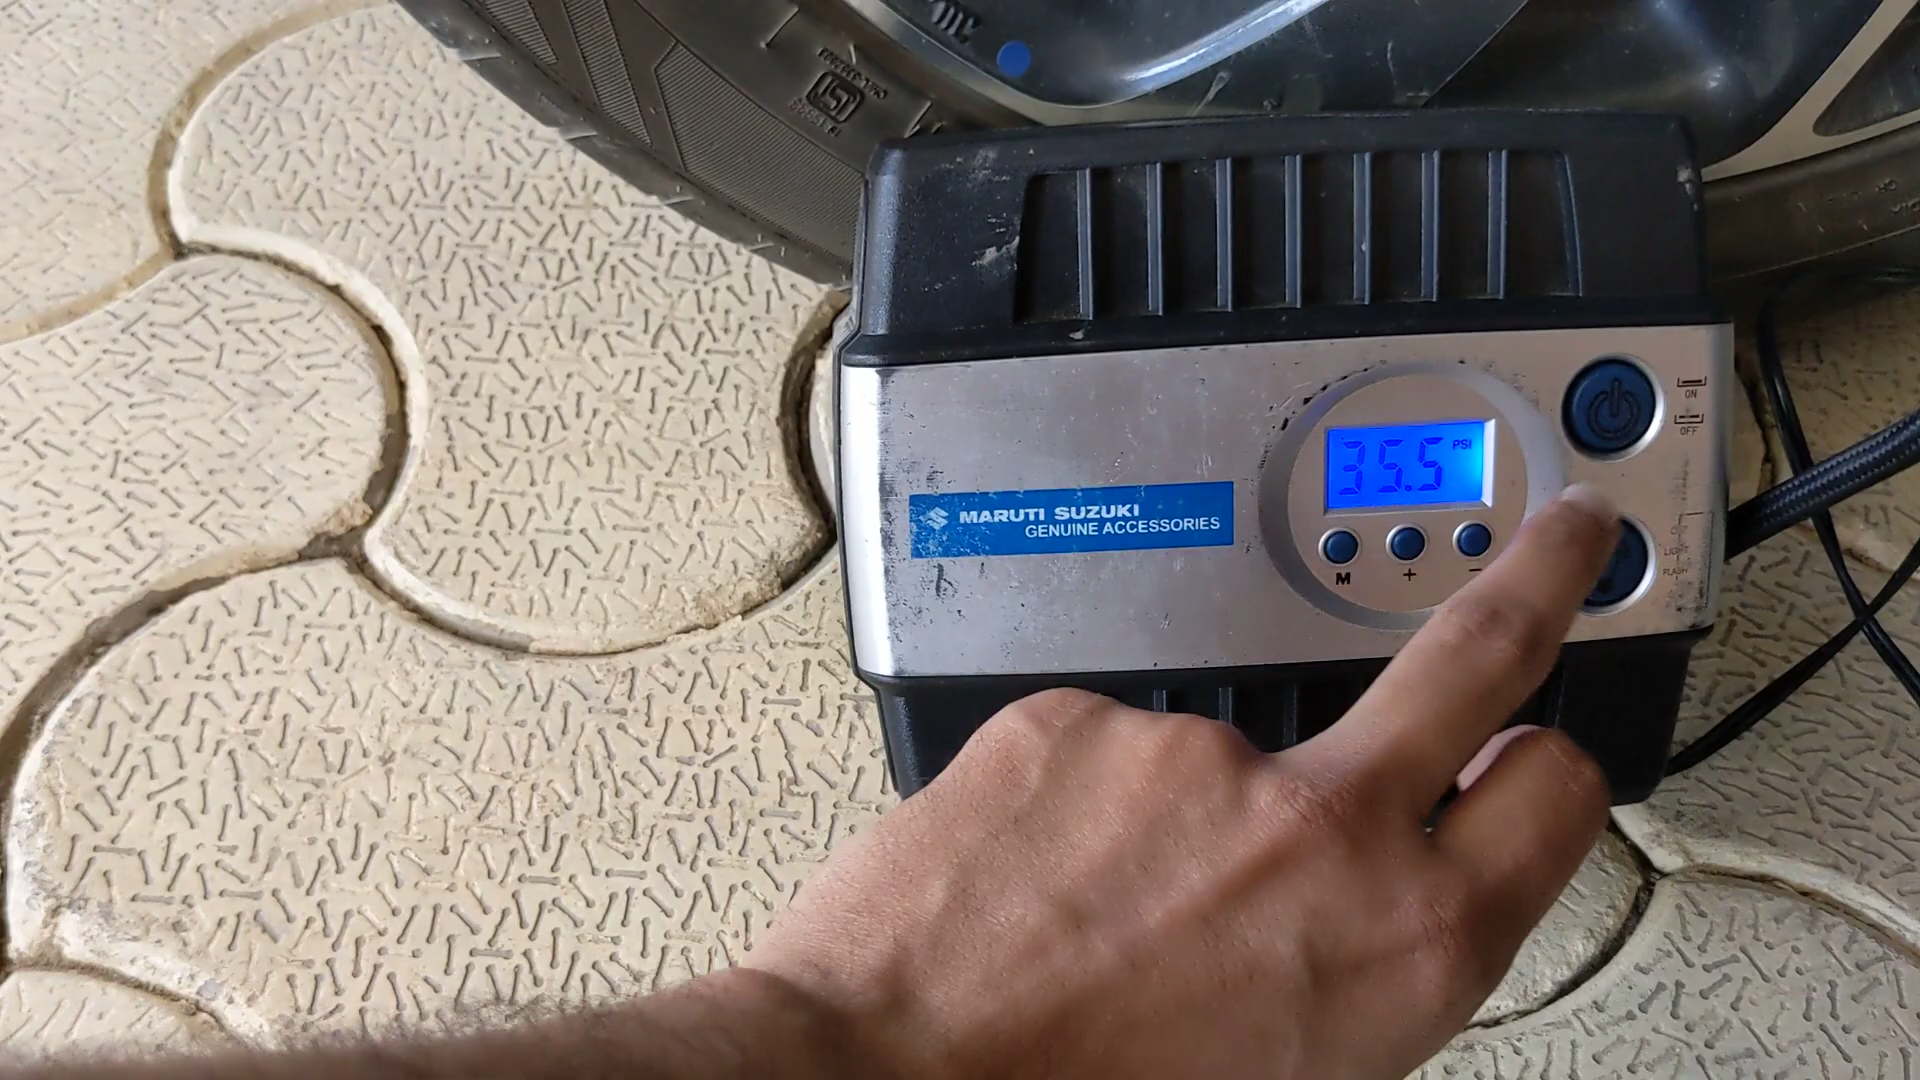 35.5 PSI
ON
OFF
MARUTI SUZUKI
GENUINE ACCESSORIES
M
+
−
LIGHT
FLASH